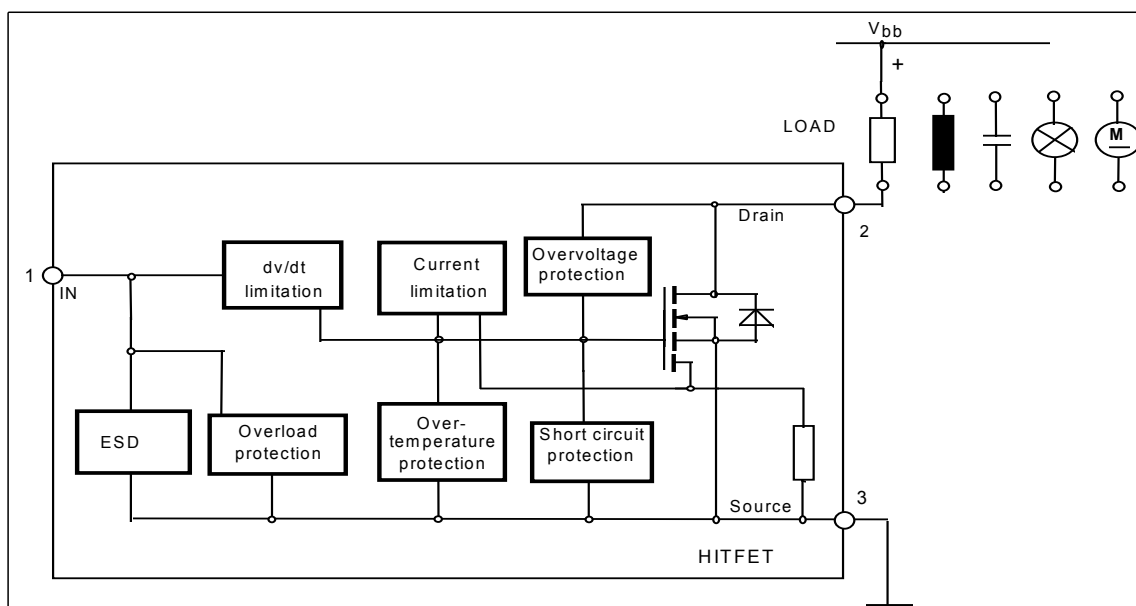 Vbb
+
LOAD
M
Drain
2
1
IN
dv/dt
limitation
Current
limitation
Overvoltage
protection
ESD
Overload
protection
Over-
temperature
protection
Short circuit
protection
Source
3
HITFET